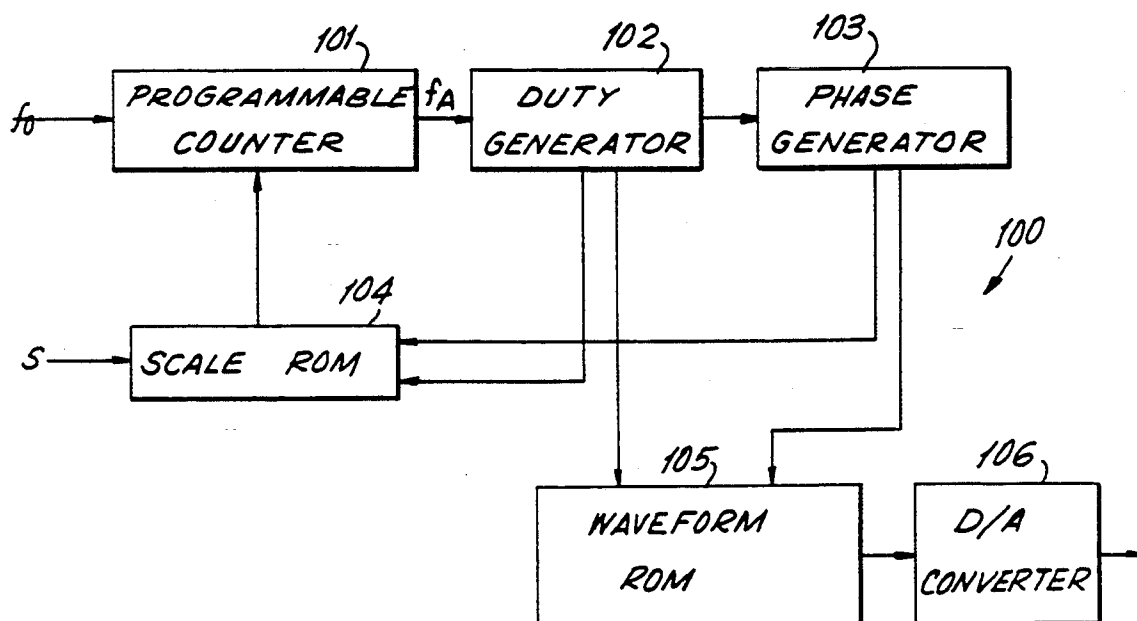 101
102
103
f0
PROGRAMMABLE
COUNTER
fA
DUTY
GENERATOR
PHASE
GENERATOR
100
104
S
SCALE ROM
105
106
WAVEFORM
ROM
D/A
CONVERTER